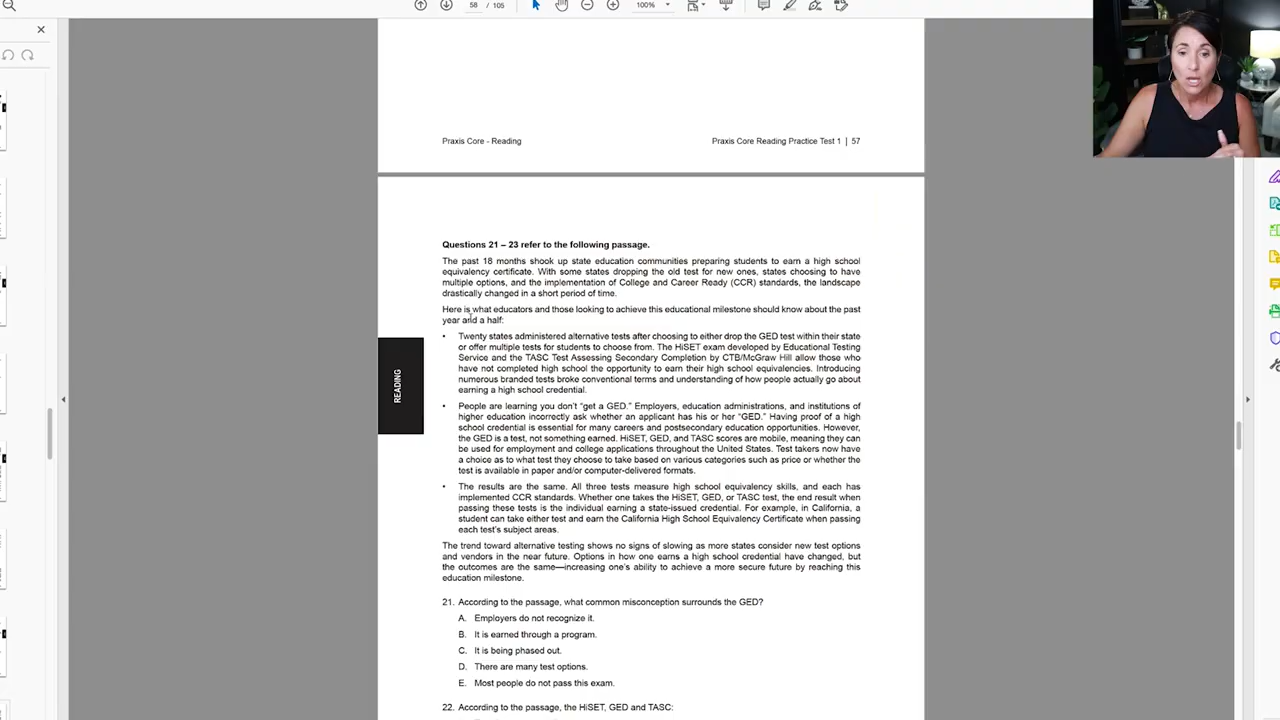 58 / 105
100%
Praxis Core - Reading
Praxis Core Reading Practice Test 1 | 57
Questions 21 – 23 refer to the following passage.
The past 18 months shook up state education communities preparing students to earn a high school
equivalency certificate. With some states dropping the old test for new ones, states choosing to have
multiple options, and the implementation of College and Career Ready (CCR) standards, the landscape
drastically changed in a short period of time.
Here is what educators and those looking to achieve this educational milestone should know about the past
year and a half:
• Twenty states administered alternative tests after choosing to either drop the GED test within their state
or offer multiple tests for students to choose from. The HiSET exam developed by Educational Testing
Service and the TASC Test Assessing Secondary Completion by CTB/McGraw Hill allow those who
have not completed high school the opportunity to earn their high school equivalencies. Introducing
numerous branded tests broke conventional terms and understanding of how people actually go about
earning a high school credential.
• People are learning you don't "get a GED." Employers, education administrations, and institutions of
higher education incorrectly ask whether an applicant has his or her "GED." Having proof of a high
school credential is essential for many careers and postsecondary education opportunities. However,
the GED is a test, not something earned. HiSET, GED, and TASC scores are mobile, meaning they can
be used for employment and college applications throughout the United States. Test takers now have
a choice as to what test they choose to take based on various categories such as price or whether the
test is available in paper and/or computer-delivered formats.
• The results are the same. All three tests measure high school equivalency skills, and each has
implemented CCR standards. Whether one takes the HiSET, GED, or TASC test, the end result when
passing these tests is the individual earning a state-issued credential. For example, in California, a
student can take either test and earn the California High School Equivalency Certificate when passing
each test's subject areas.
READING
The trend toward alternative testing shows no signs of slowing as more states consider new test options
and vendors in the near future. Options in how one earns a high school credential have changed, but
the outcomes are the same—increasing one's ability to achieve a more secure future by reaching this
education milestone.
21. According to the passage, what common misconception surrounds the GED?
A. Employers do not recognize it.
B. It is earned through a program.
C. It is being phased out.
D. There are many test options.
E. Most people do not pass this exam.
22. According to the passage, the HiSET, GED and TASC: